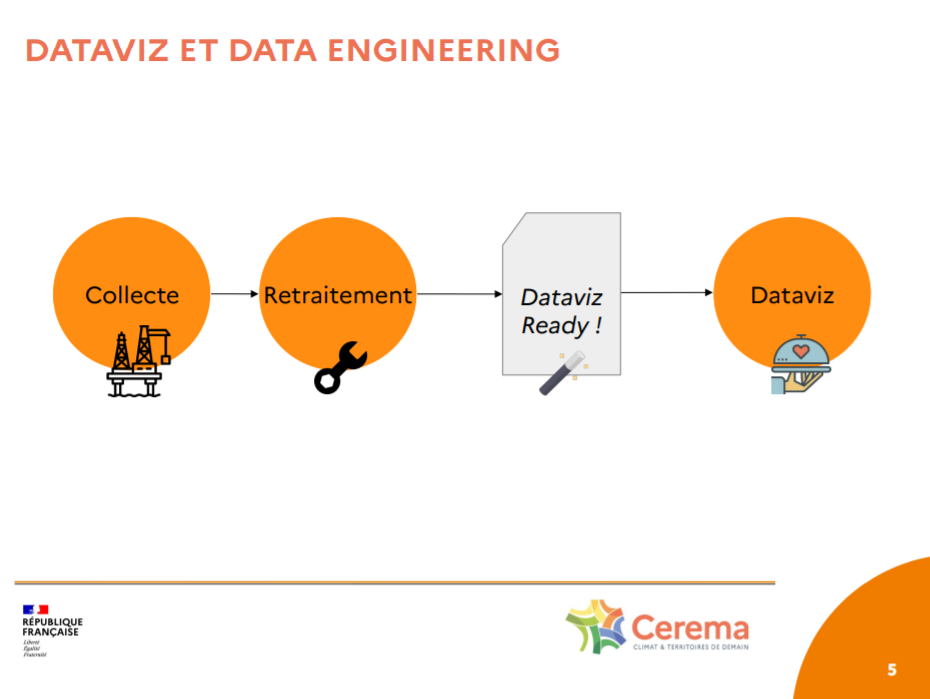 DATAVIZ ET DATA ENGINEERING
Collecte
Retraitement
Dataviz
Ready !
Dataviz
RÉPUBLIQUE
FRANÇAISE
Liberté
Égalité
Fraternité
Cerema
CLIMAT & TERRITOIRES DE DEMAIN
5